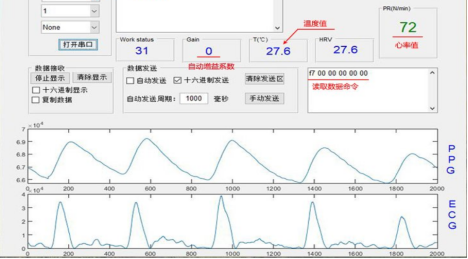 1
None
打开串口
PR(N/min)
72
心率值
Work status
31
Gain
0
自动增益系数
T(℃)
27.6
温度值
HRV
27.6
数据接收
停止显示 清除显示
十六进制显示
复制数据
数据发送
自动发送 十六进制发送 清除发送区
自动发送周期: 1000 毫秒 手动发送
f7 00 00 00 00 00
读取数据命令
7
6.9
6.8
6.7
6.6
0 200 400 600 800 1000 1200 1400 1600 1800 2000
PPG
4
3
2
1
0
0 200 400 600 800 1000 1200 1400 1600 1800 2000
ECG